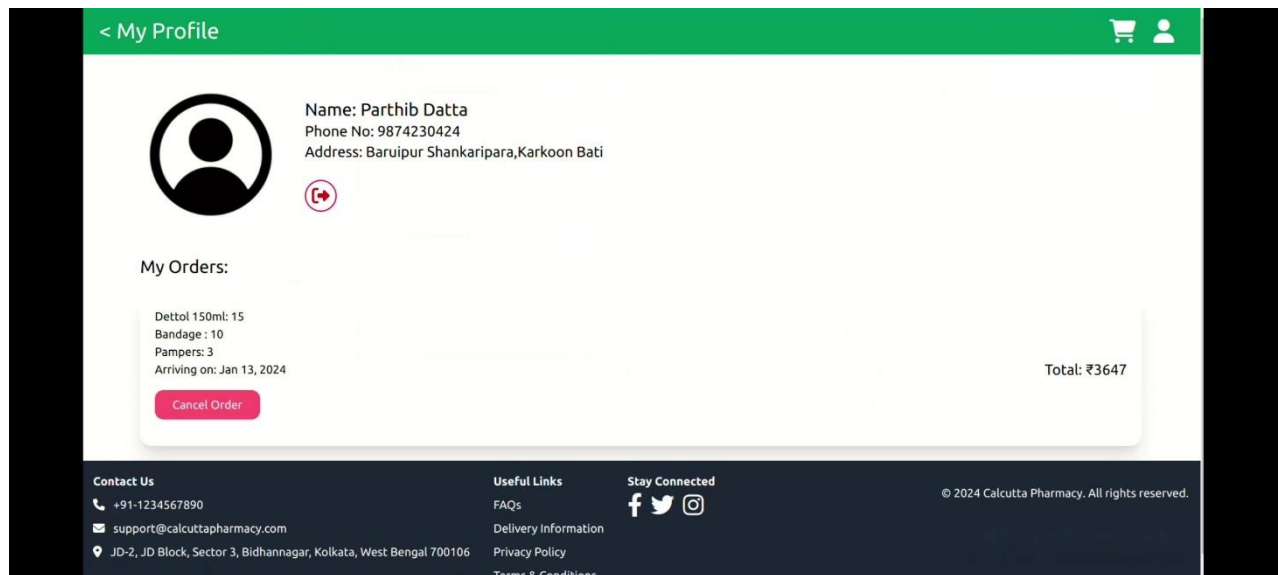 < My Profile
Name: Parthib Datta
Phone No: 9874230424
Address: Baruipur Shankaripara,Karkoon Bati
My Orders:
Dettol 150ml: 15
Bandage : 10
Pampers: 3
Arriving on: Jan 13, 2024
Total: ₹3647
Cancel Order
Contact Us
+91-1234567890
support@calcuttapharmacy.com
JD-2, JD Block, Sector 3, Bidhannagar, Kolkata, West Bengal 700106
Useful Links
FAQs
Delivery Information
Privacy Policy
Terms & Conditions
Stay Connected
© 2024 Calcutta Pharmacy. All rights reserved.